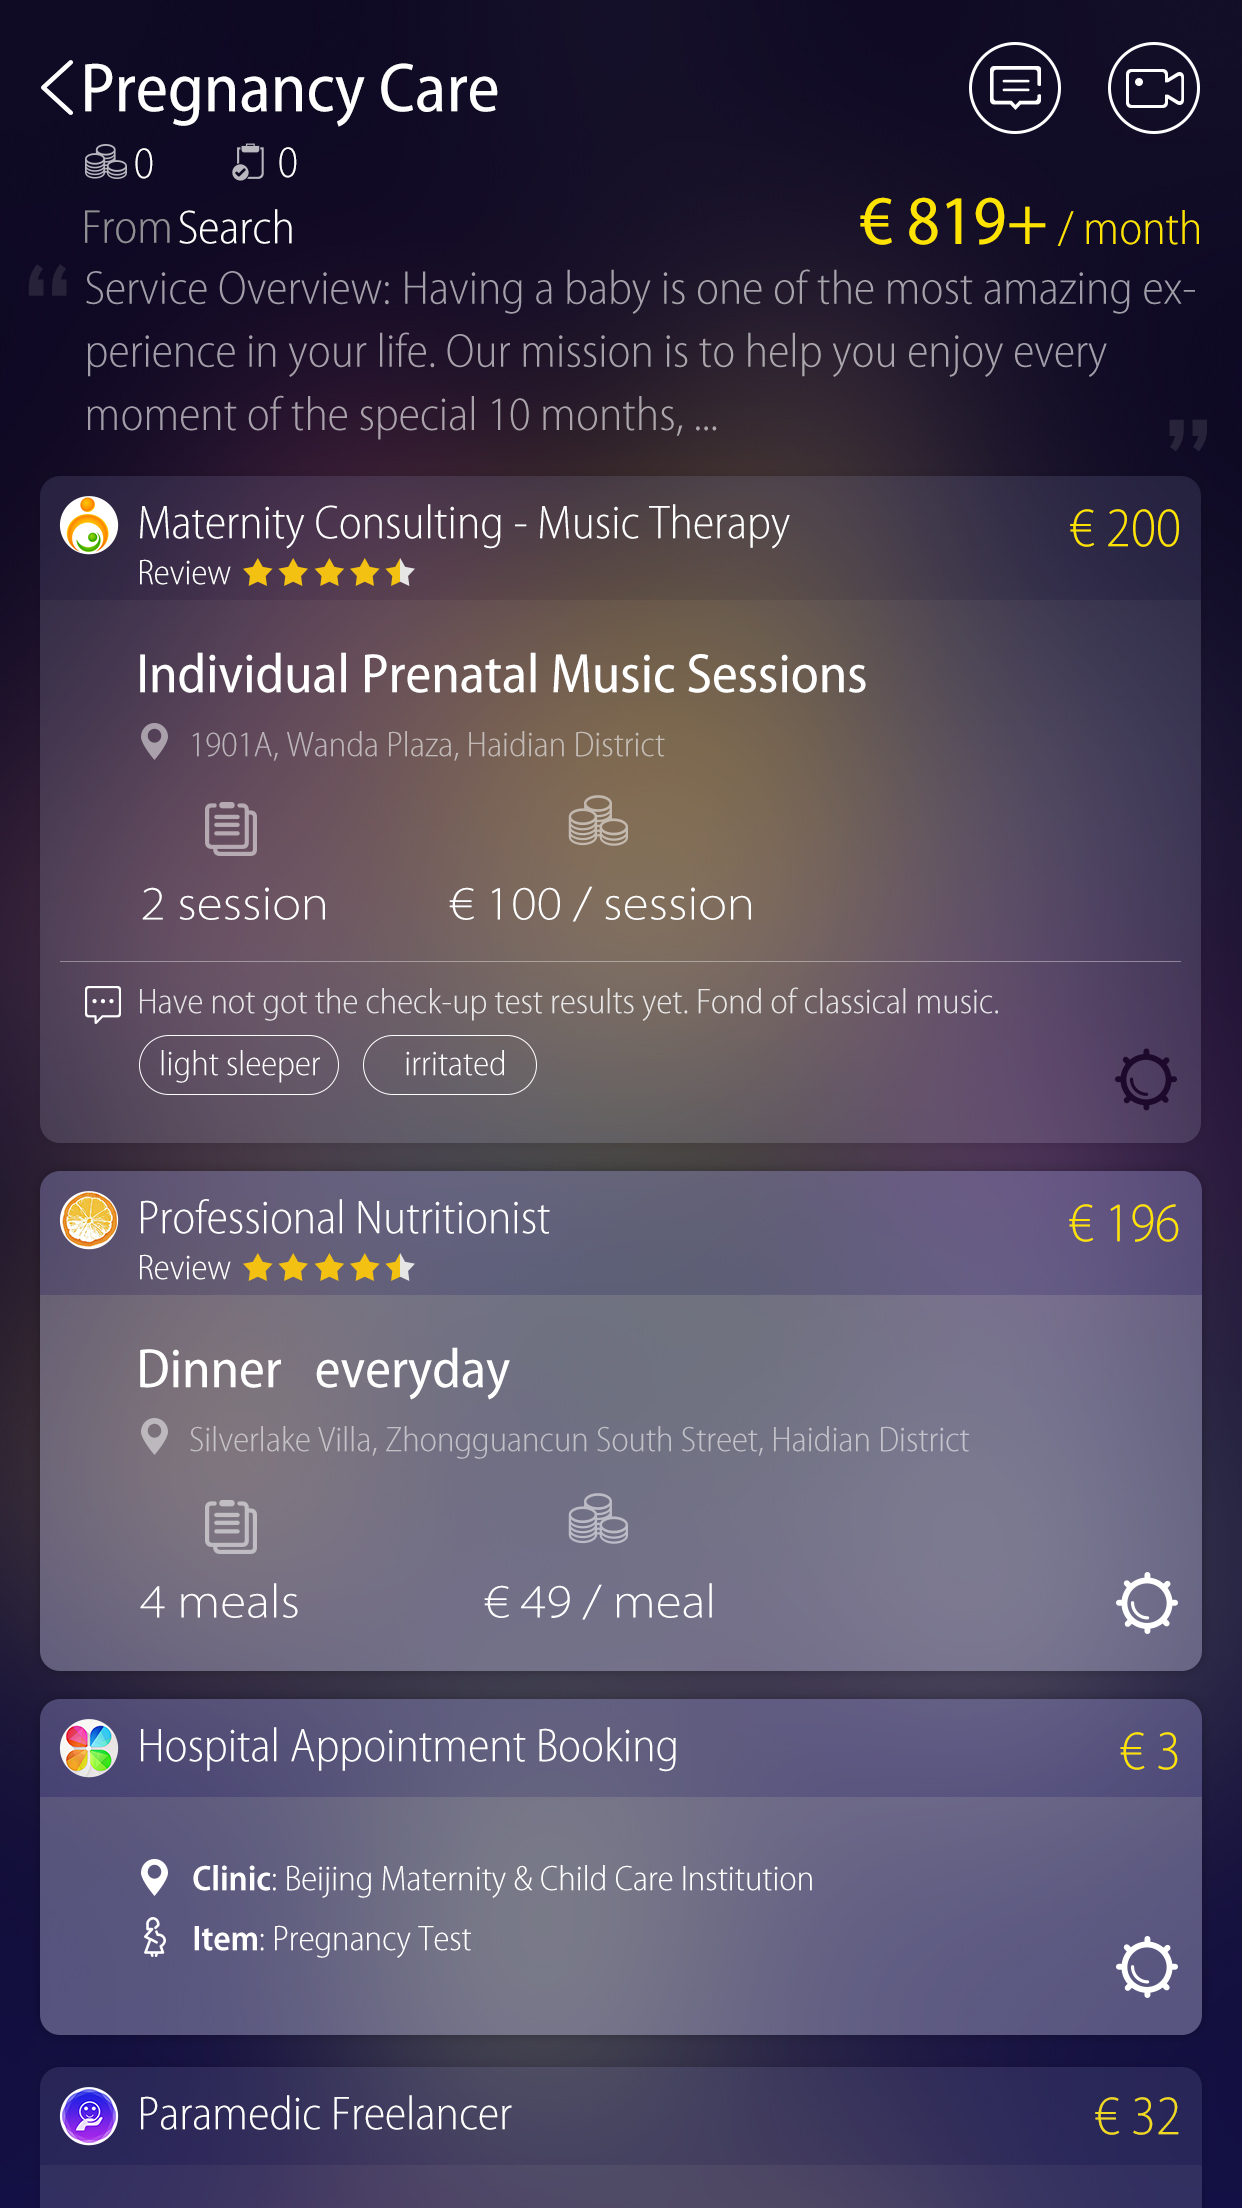 Pregnancy Care
0 0
From Search
€ 819+ / month
“ Service Overview: Having a baby is one of the most amazing ex-
perience in your life. Our mission is to help you enjoy every
moment of the special 10 months, ... ”
Maternity Consulting - Music Therapy
€ 200
Review
Individual Prenatal Music Sessions
1901A, Wanda Plaza, Haidian District
2 session
€ 100 / session
Have not got the check-up test results yet. Fond of classical music.
light sleeper
irritated
Professional Nutritionist
€ 196
Review
Dinner everyday
Silverlake Villa, Zhongguancun South Street, Haidian District
4 meals
€ 49 / meal
Hospital Appointment Booking
€ 3
Clinic: Beijing Maternity & Child Care Institution
Item: Pregnancy Test
Paramedic Freelancer
€ 32